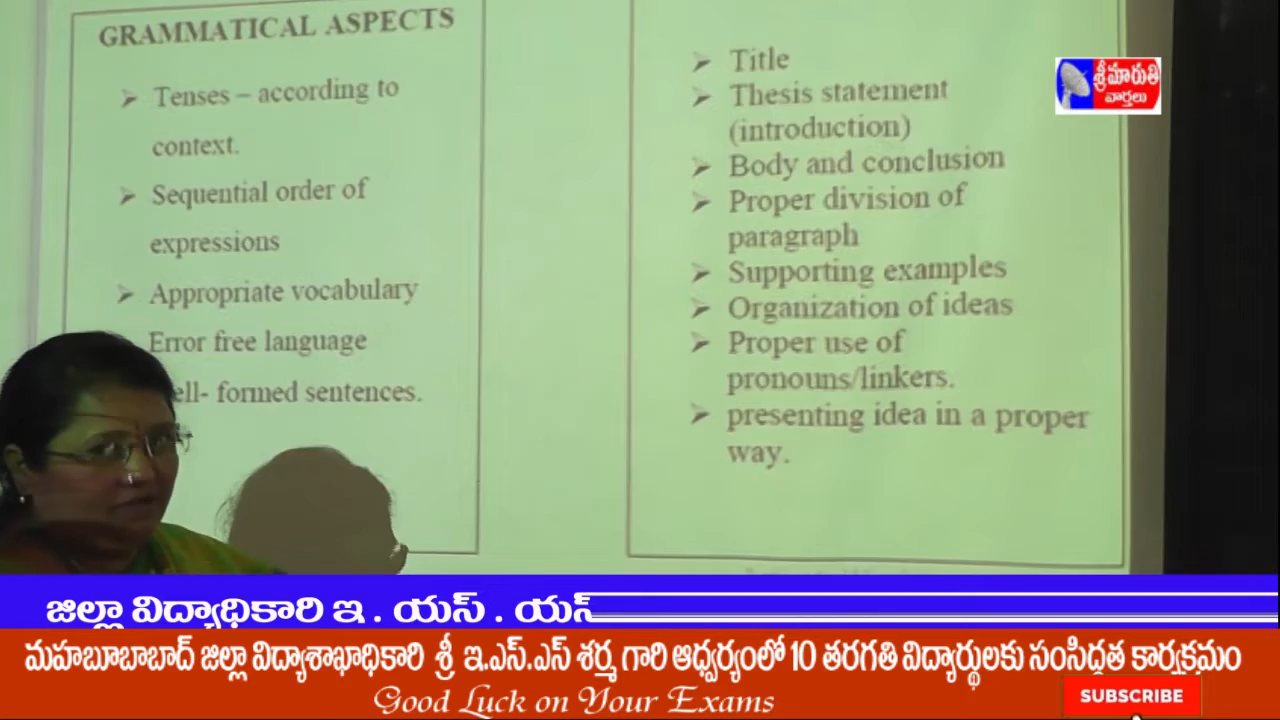 GRAMMATICAL ASPECTS
➢ Tenses – according to
context.
➢ Sequential order of
expressions
➢ Appropriate vocabulary
Error free language
ell- formed sentences.
➢ Title
➢ Thesis statement
(introduction)
➢ Body and conclusion
➢ Proper division of
paragraph
➢ Supporting examples
➢ Organization of ideas
➢ Proper use of
pronouns/linkers.
➢ presenting idea in a proper
way.
శ్రీమారుతి
వార్తలు
జిల్లా విద్యాధికారి ఇ . యస్ . యస్
మహబూబాబాద్ జిల్లా విద్యాశాఖాధికారి శ్రీ ఇ.ఎస్.ఎస్ శర్మ గారి ఆధ్వర్యంలో 10 తరగతి విద్యార్థులకు సంసిద్ధత కార్యక్రమం
Good Luck on Your Exams
SUBSCRIBE